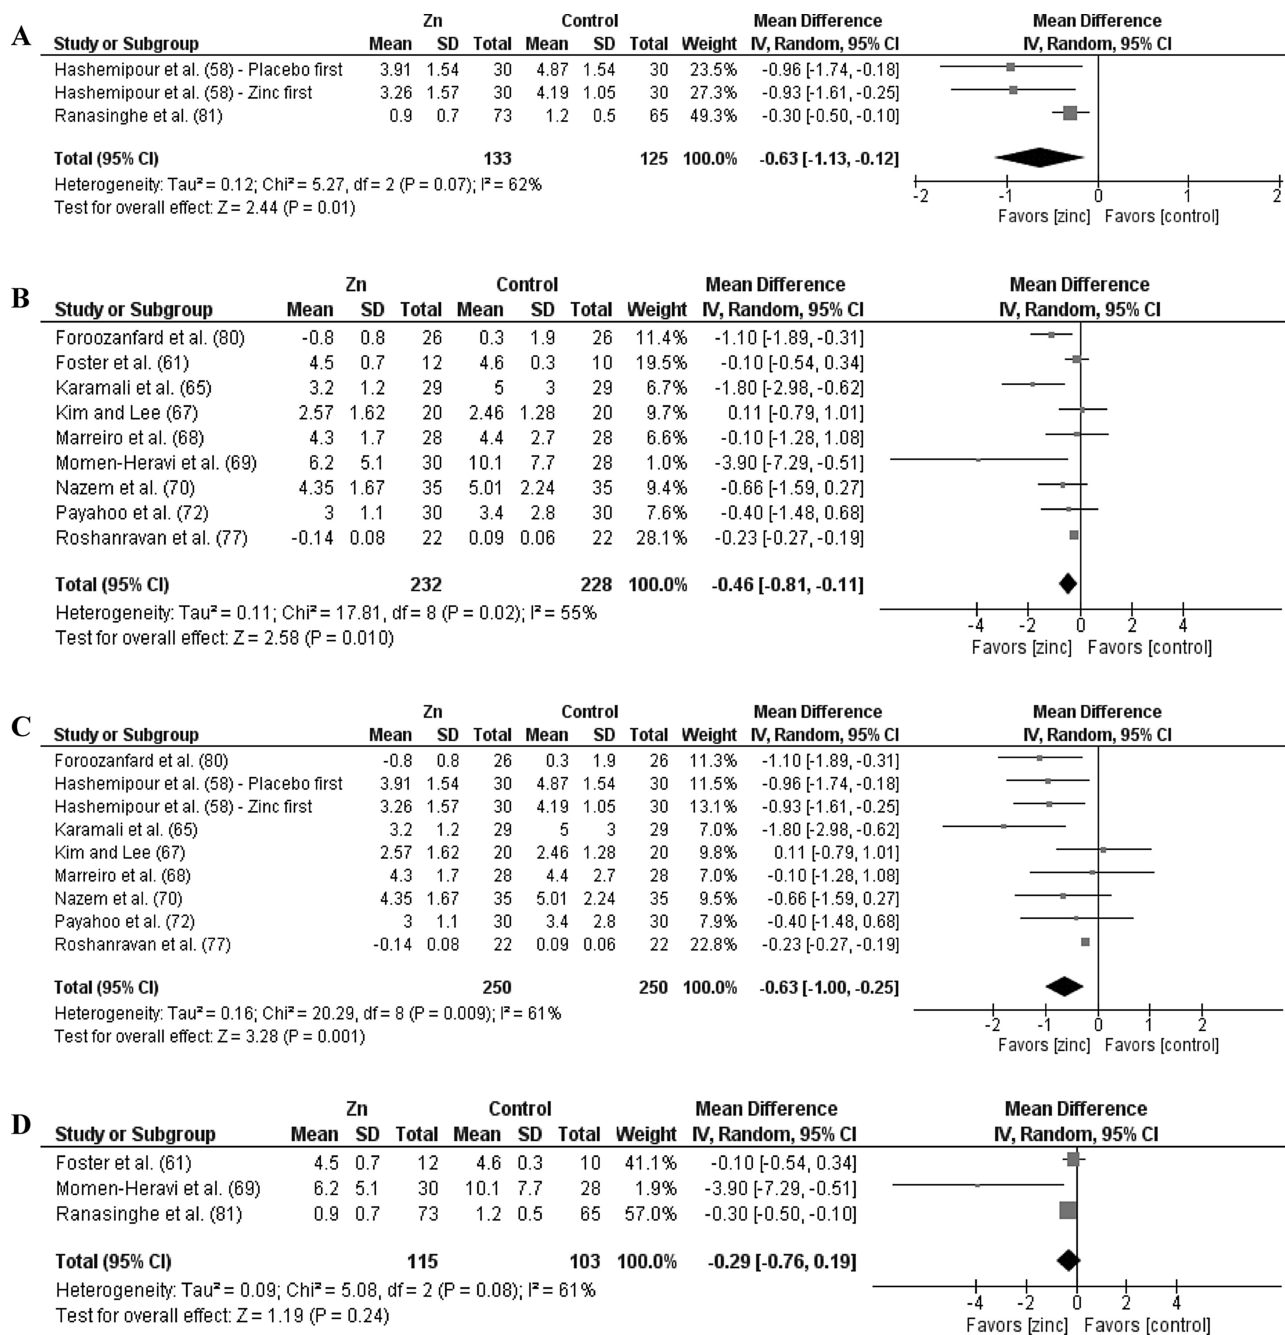 A
Zn Control Mean Difference Mean Difference
Study or Subgroup Mean SD Total Mean SD Total Weight IV, Random, 95% CI IV, Random, 95% CI
Hashemipour et al. (58) - Placebo first 3.91 1.54 30 4.87 1.54 30 23.5% -0.96 [-1.74, -0.18]
Hashemipour et al. (58) - Zinc first 3.26 1.57 30 4.19 1.05 30 27.3% -0.93 [-1.61, -0.25]
Ranasinghe et al. (81) 0.9 0.7 73 1.2 0.5 65 49.3% -0.30 [-0.50, -0.10]
Total (95% CI) 133 125 100.0% -0.63 [-1.13, -0.12]
Heterogeneity: Tau² = 0.12; Chi² = 5.27, df = 2 (P = 0.07); I² = 62%
Test for overall effect: Z = 2.44 (P = 0.01)
-2 -1 0 1 2
Favors [zinc] Favors [control]
B
Zn Control Mean Difference Mean Difference
Study or Subgroup Mean SD Total Mean SD Total Weight IV, Random, 95% CI IV, Random, 95% CI
Foroozanfard et al. (80) -0.8 0.8 26 0.3 1.9 26 11.4% -1.10 [-1.89, -0.31]
Foster et al. (61) 4.5 0.7 12 4.6 0.3 10 19.5% -0.10 [-0.54, 0.34]
Karamali et al. (65) 3.2 1.2 29 5 3 29 6.7% -1.80 [-2.98, -0.62]
Kim and Lee (67) 2.57 1.62 20 2.46 1.28 20 9.7% 0.11 [-0.79, 1.01]
Marreiro et al. (68) 4.3 1.7 28 4.4 2.7 28 6.6% -0.10 [-1.28, 1.08]
Momen-Heravi et al. (69) 6.2 5.1 30 10.1 7.7 28 1.0% -3.90 [-7.29, -0.51]
Nazem et al. (70) 4.35 1.67 35 5.01 2.24 35 9.4% -0.66 [-1.59, 0.27]
Payahoo et al. (72) 3 1.1 30 3.4 2.8 30 7.6% -0.40 [-1.48, 0.68]
Roshanravan et al. (77) -0.14 0.08 22 0.09 0.06 22 28.1% -0.23 [-0.27, -0.19]
Total (95% CI) 232 228 100.0% -0.46 [-0.81, -0.11]
Heterogeneity: Tau² = 0.11; Chi² = 17.81, df = 8 (P = 0.02); I² = 55%
Test for overall effect: Z = 2.58 (P = 0.010)
-4 -2 0 2 4
Favors [zinc] Favors [control]
C
Zn Control Mean Difference Mean Difference
Study or Subgroup Mean SD Total Mean SD Total Weight IV, Random, 95% CI IV, Random, 95% CI
Foroozanfard et al. (80) -0.8 0.8 26 0.3 1.9 26 11.3% -1.10 [-1.89, -0.31]
Hashemipour et al. (58) - Placebo first 3.91 1.54 30 4.87 1.54 30 11.5% -0.96 [-1.74, -0.18]
Hashemipour et al. (58) - Zinc first 3.26 1.57 30 4.19 1.05 30 13.1% -0.93 [-1.61, -0.25]
Karamali et al. (65) 3.2 1.2 29 5 3 29 7.0% -1.80 [-2.98, -0.62]
Kim and Lee (67) 2.57 1.62 20 2.46 1.28 20 9.8% 0.11 [-0.79, 1.01]
Marreiro et al. (68) 4.3 1.7 28 4.4 2.7 28 7.0% -0.10 [-1.28, 1.08]
Nazem et al. (70) 4.35 1.67 35 5.01 2.24 35 9.5% -0.66 [-1.59, 0.27]
Payahoo et al. (72) 3 1.1 30 3.4 2.8 30 7.9% -0.40 [-1.48, 0.68]
Roshanravan et al. (77) -0.14 0.08 22 0.09 0.06 22 22.8% -0.23 [-0.27, -0.19]
Total (95% CI) 250 250 100.0% -0.63 [-1.00, -0.25]
Heterogeneity: Tau² = 0.16; Chi² = 20.29, df = 8 (P = 0.009); I² = 61%
Test for overall effect: Z = 3.28 (P = 0.001)
-2 -1 0 1 2
Favors [zinc] Favors [control]
D
Zn Control Mean Difference Mean Difference
Study or Subgroup Mean SD Total Mean SD Total Weight IV, Random, 95% CI IV, Random, 95% CI
Foster et al. (61) 4.5 0.7 12 4.6 0.3 10 41.1% -0.10 [-0.54, 0.34]
Momen-Heravi et al. (69) 6.2 5.1 30 10.1 7.7 28 1.9% -3.90 [-7.29, -0.51]
Ranasinghe et al. (81) 0.9 0.7 73 1.2 0.5 65 57.0% -0.30 [-0.50, -0.10]
Total (95% CI) 115 103 100.0% -0.29 [-0.76, 0.19]
Heterogeneity: Tau² = 0.09; Chi² = 5.08, df = 2 (P = 0.08); I² = 61%
Test for overall effect: Z = 1.19 (P = 0.24)
-4 -2 0 2 4
Favors [zinc] Favors [control]